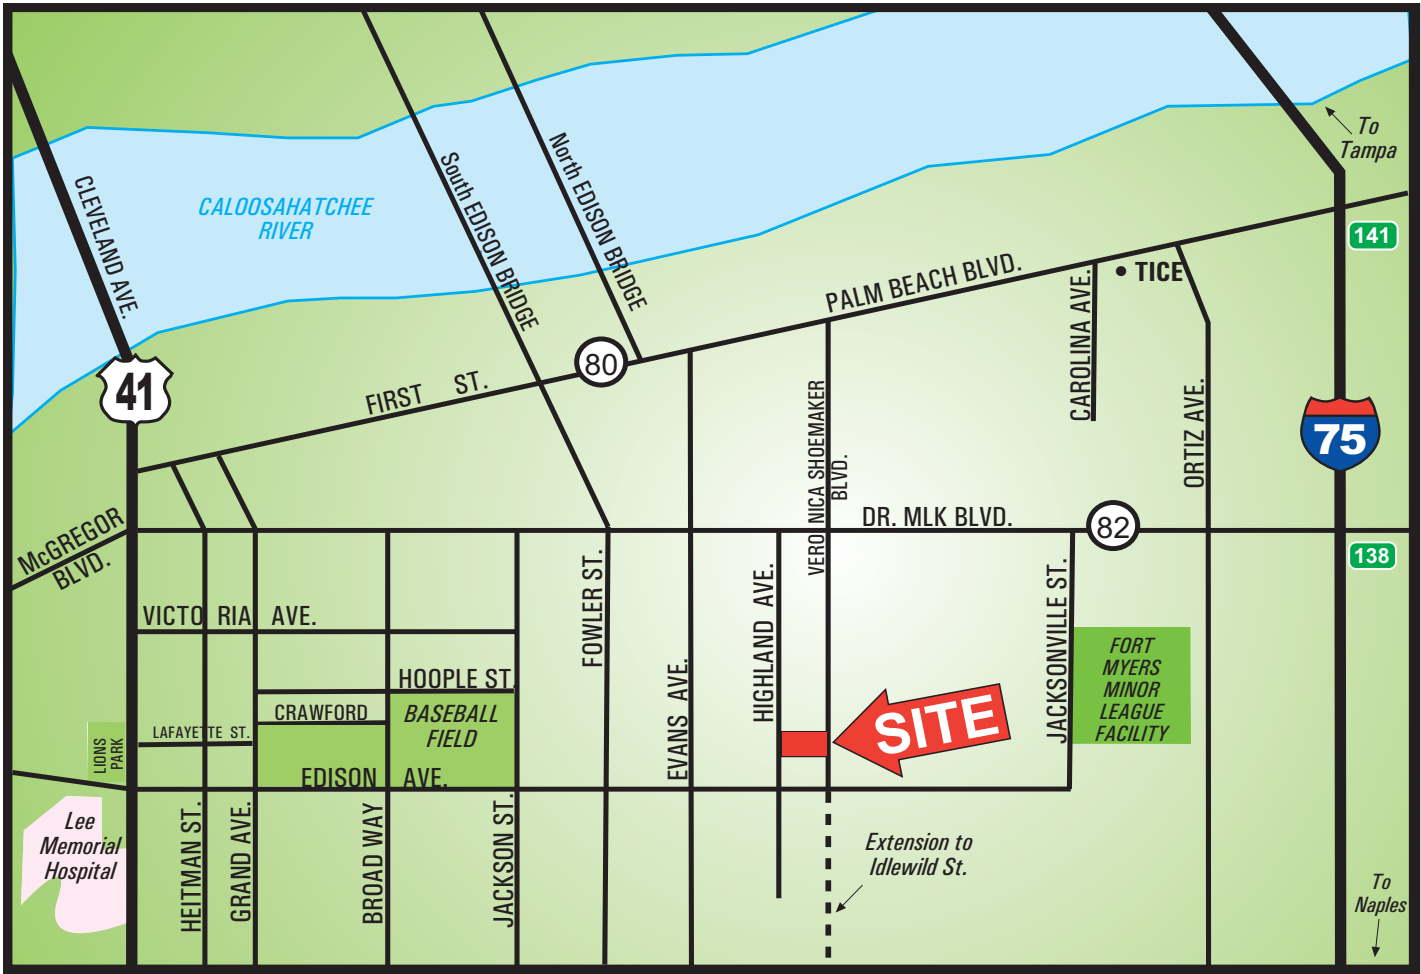 To
Tampa
CLEVELAND AVE.
CALOOSAHATCHEE
RIVER
South EDISON BRIDGE
North EDISON BRIDGE
141
PALM BEACH BLVD.
TICE
CAROLINA AVE.
41
80
FIRST ST.
VERONICA SHOEMAKER
BLVD.
ORTIZ AVE.
75
McGREGOR
BLVD.
DR. MLK BLVD.
82
138
VICTORIA AVE.
FOWLER ST.
HIGHLAND AVE.
JACKSONVILLE ST.
FORT
MYERS
MINOR
LEAGUE
FACILITY
HOOPLE ST.
CRAWFORD
BASEBALL
FIELD
LAFAYETTE ST.
LIONS
PARK
EVANS AVE.
SITE
EDISON AVE.
Lee
Memorial
Hospital
HEITMAN ST.
GRAND AVE.
BROADWAY
JACKSON ST.
Extension to
Idlewild St.
To
Naples